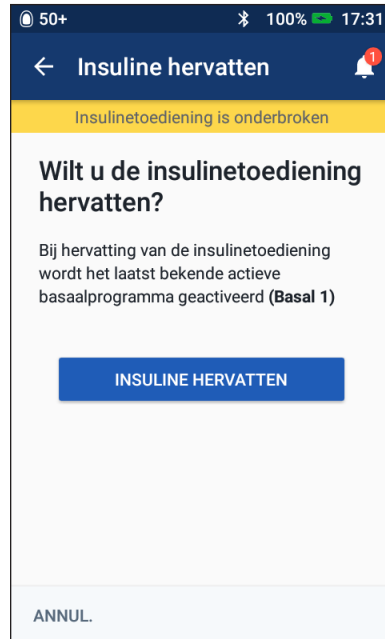 50+ 100% 17:31
Insuline hervatten 1
Insulinetoediening is onderbroken
Wilt u de insulinetoediening
hervatten?
Bij hervatting van de insulinetoediening
wordt het laatst bekende actieve
basaalprogramma geactiveerd (Basal 1)
INSULINE HERVATTEN
ANNUL.